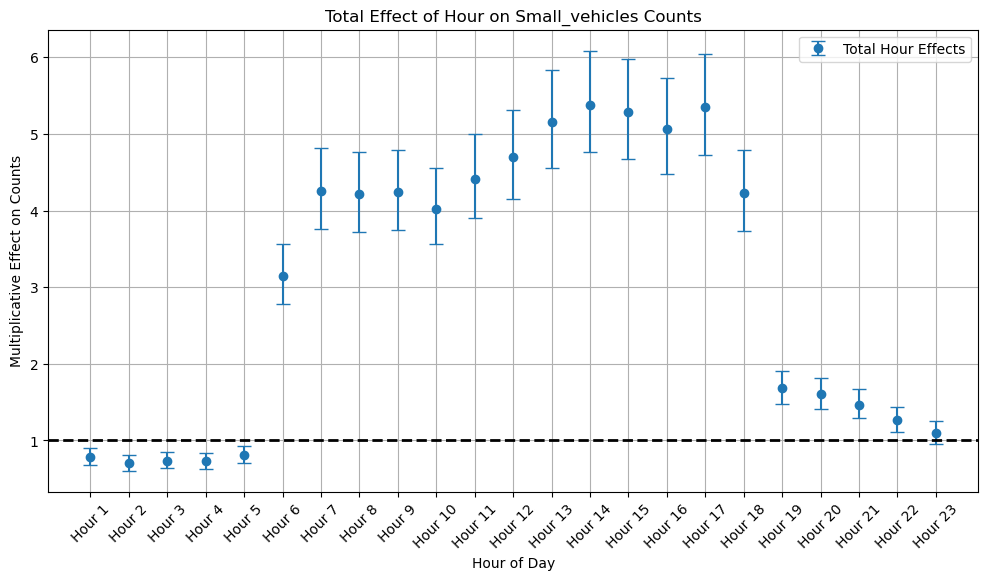 Total Effect of Hour on Small_vehicles Counts
Total Hour Effects
Multiplicative Effect on Counts
6
5
4
3
2
1
Hour 1
Hour 2
Hour 3
Hour 4
Hour 5
Hour 6
Hour 7
Hour 8
Hour 9
Hour 10
Hour 11
Hour 12
Hour 13
Hour 14
Hour 15
Hour 16
Hour 17
Hour 18
Hour 19
Hour 20
Hour 21
Hour 22
Hour 23
Hour of Day